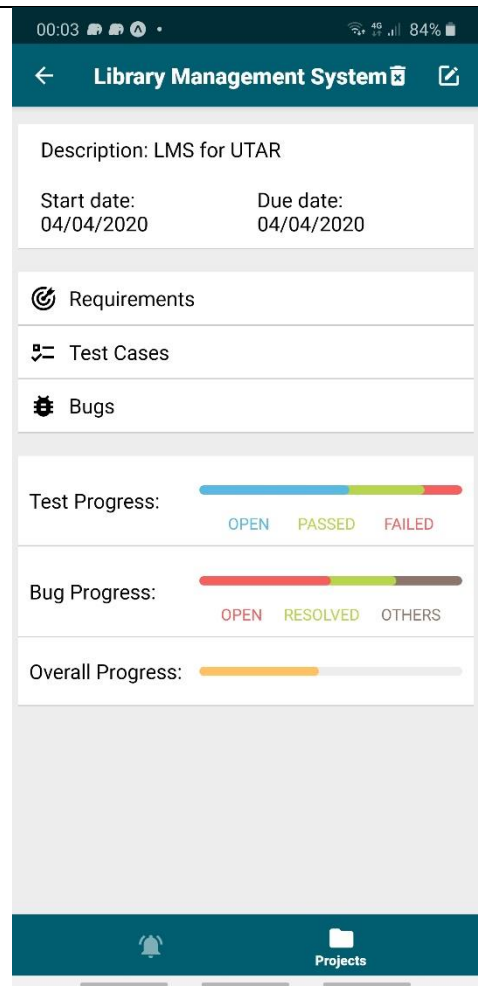 00:03 4G 84%
Library Management System
Description: LMS for UTAR
Start date: Due date:
04/04/2020 04/04/2020
Requirements
Test Cases
Bugs
Test Progress:
OPEN PASSED FAILED
Bug Progress:
OPEN RESOLVED OTHERS
Overall Progress:
Projects